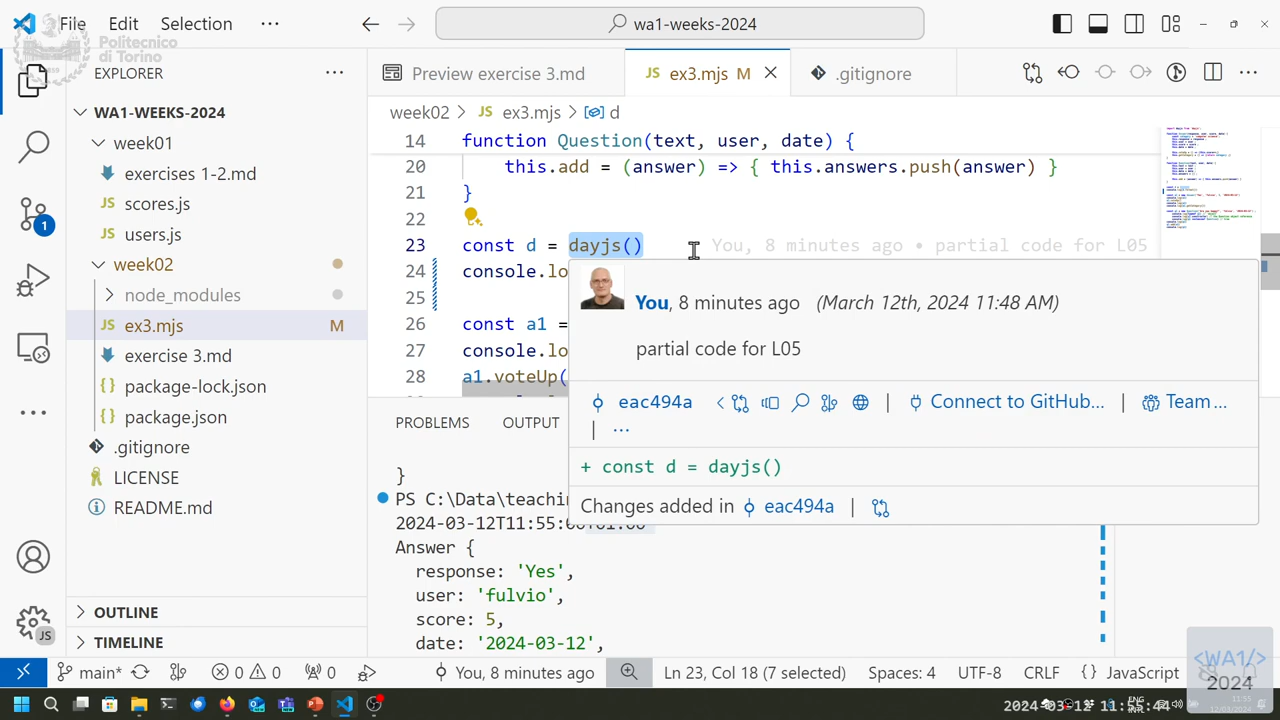 File Edit Selection ··· wa1-weeks-2024
Politecnico
di Torino
EXPLORER ···
WA1-WEEKS-2024
week01
exercises 1-2.md
JS scores.js
JS users.js
week02
node_modules
JS ex3.mjs M
exercise 3.md
{} package-lock.json
{} package.json
.gitignore
LICENSE
README.md
OUTLINE
TIMELINE
Preview exercise 3.md JS ex3.mjs M .gitignore
week02 > JS ex3.mjs > d
14 function Question(text, user, date) {
20 this.add = (answer) => { this.answers.push(answer) }
21 }
22
23 const d = dayjs() You, 8 minutes ago • partial code for L05
24 console.lo
25
26 const a1 =
27 console.lo
28 a1.voteUp(
You, 8 minutes ago (March 12th, 2024 11:48 AM)
partial code for L05
eac494a | Connect to GitHub... | Team...
| ...
+ const d = dayjs()
Changes added in eac494a |
PROBLEMS OUTPUT
}
PS C:\Data\teachin
Answer {
response: 'Yes',
user: 'fulvio',
score: 5,
date: '2024-03-12',
main* 0 0 0 You, 8 minutes ago Ln 23, Col 18 (7 selected) Spaces: 4 UTF-8 CRLF {} JavaScript
JS
1
<WA1/>
2024
ENG